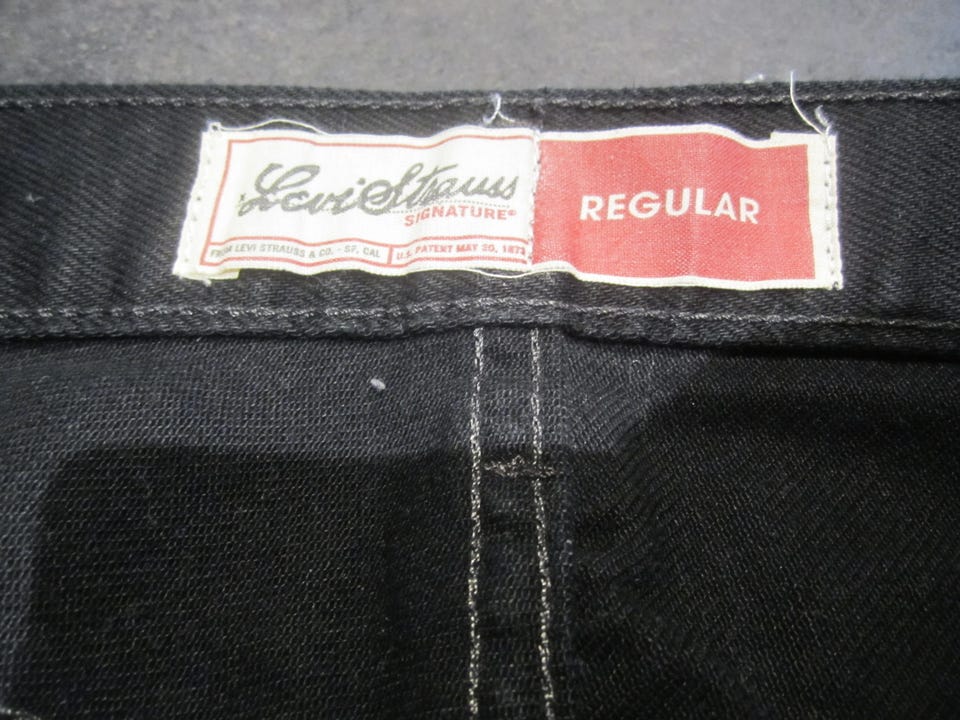 Levi Strauss
SIGNATURE®
FROM LEVI STRAUSS & CO. - SF, CAL
U.S. PATENT MAY 20, 1873
REGULAR